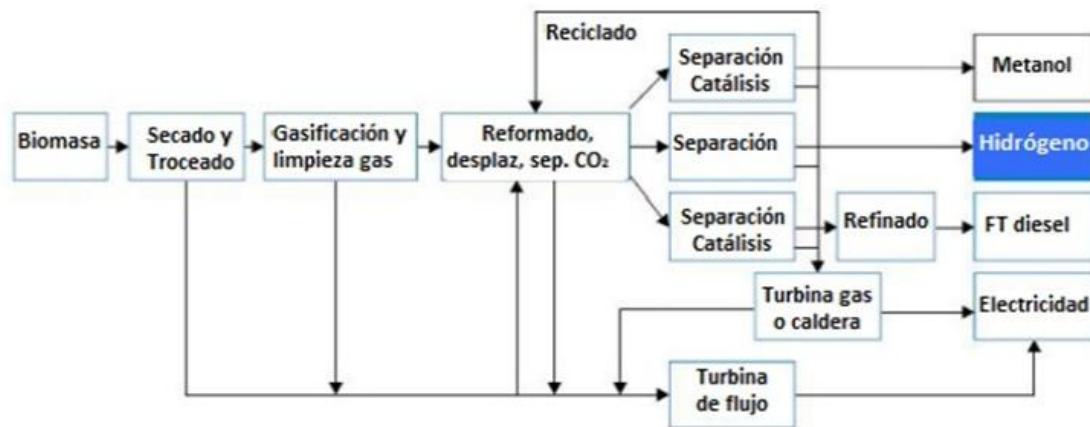 Reciclado
Separación
Catálisis
Metanol
Biomasa
Secado y
Troceado
Gasificación y
limpieza gas
Reformado,
desplaz, sep. CO₂
Separación
Hidrógeno
Separación
Catálisis
Refinado
FT diesel
Turbina gas
o caldera
Electricidad
Turbina
de flujo